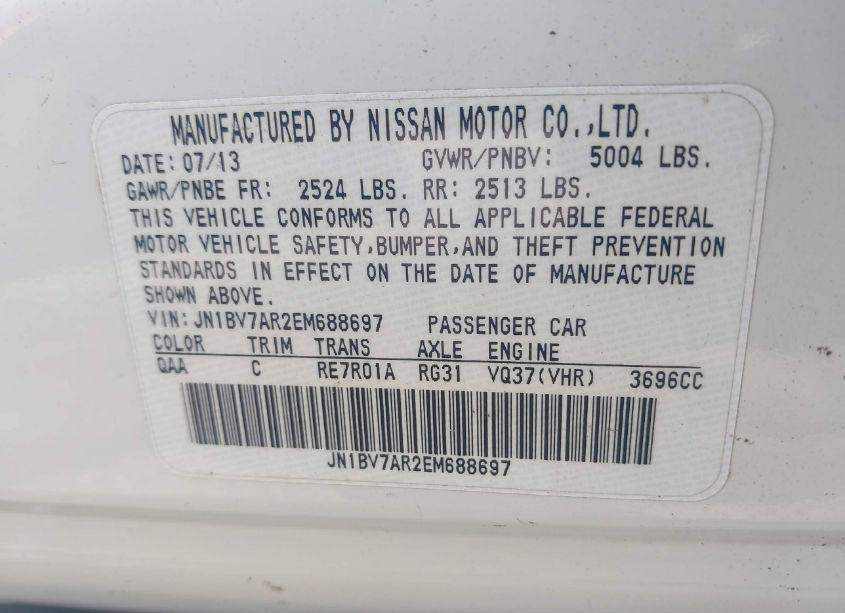 MANUFACTURED BY NISSAN MOTOR CO.,LTD.
DATE: 07/13 GVWR/PNBV: 5004 LBS.
GAWR/PNBE FR: 2524 LBS. RR: 2513 LBS.
THIS VEHICLE CONFORMS TO ALL APPLICABLE FEDERAL
MOTOR VEHICLE SAFETY,BUMPER,AND THEFT PREVENTION
STANDARDS IN EFFECT ON THE DATE OF MANUFACTURE
SHOWN ABOVE.
VIN: JN1BV7AR2EM688697 PASSENGER CAR
COLOR TRIM TRANS AXLE ENGINE
QAA C RE7R01A RG31 VQ37(VHR) 3696CC
JN1BV7AR2EM688697